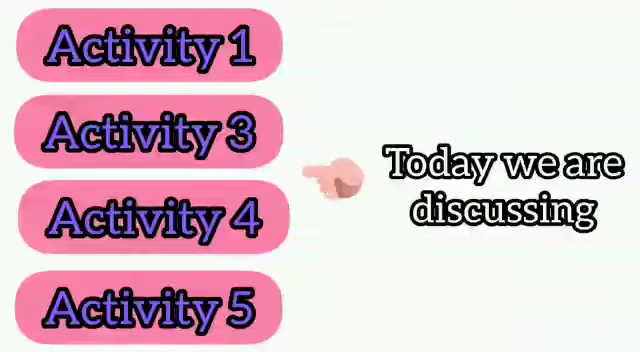 Activity 1
Activity 3
Activity 4
Activity 5
Today we are
discussing